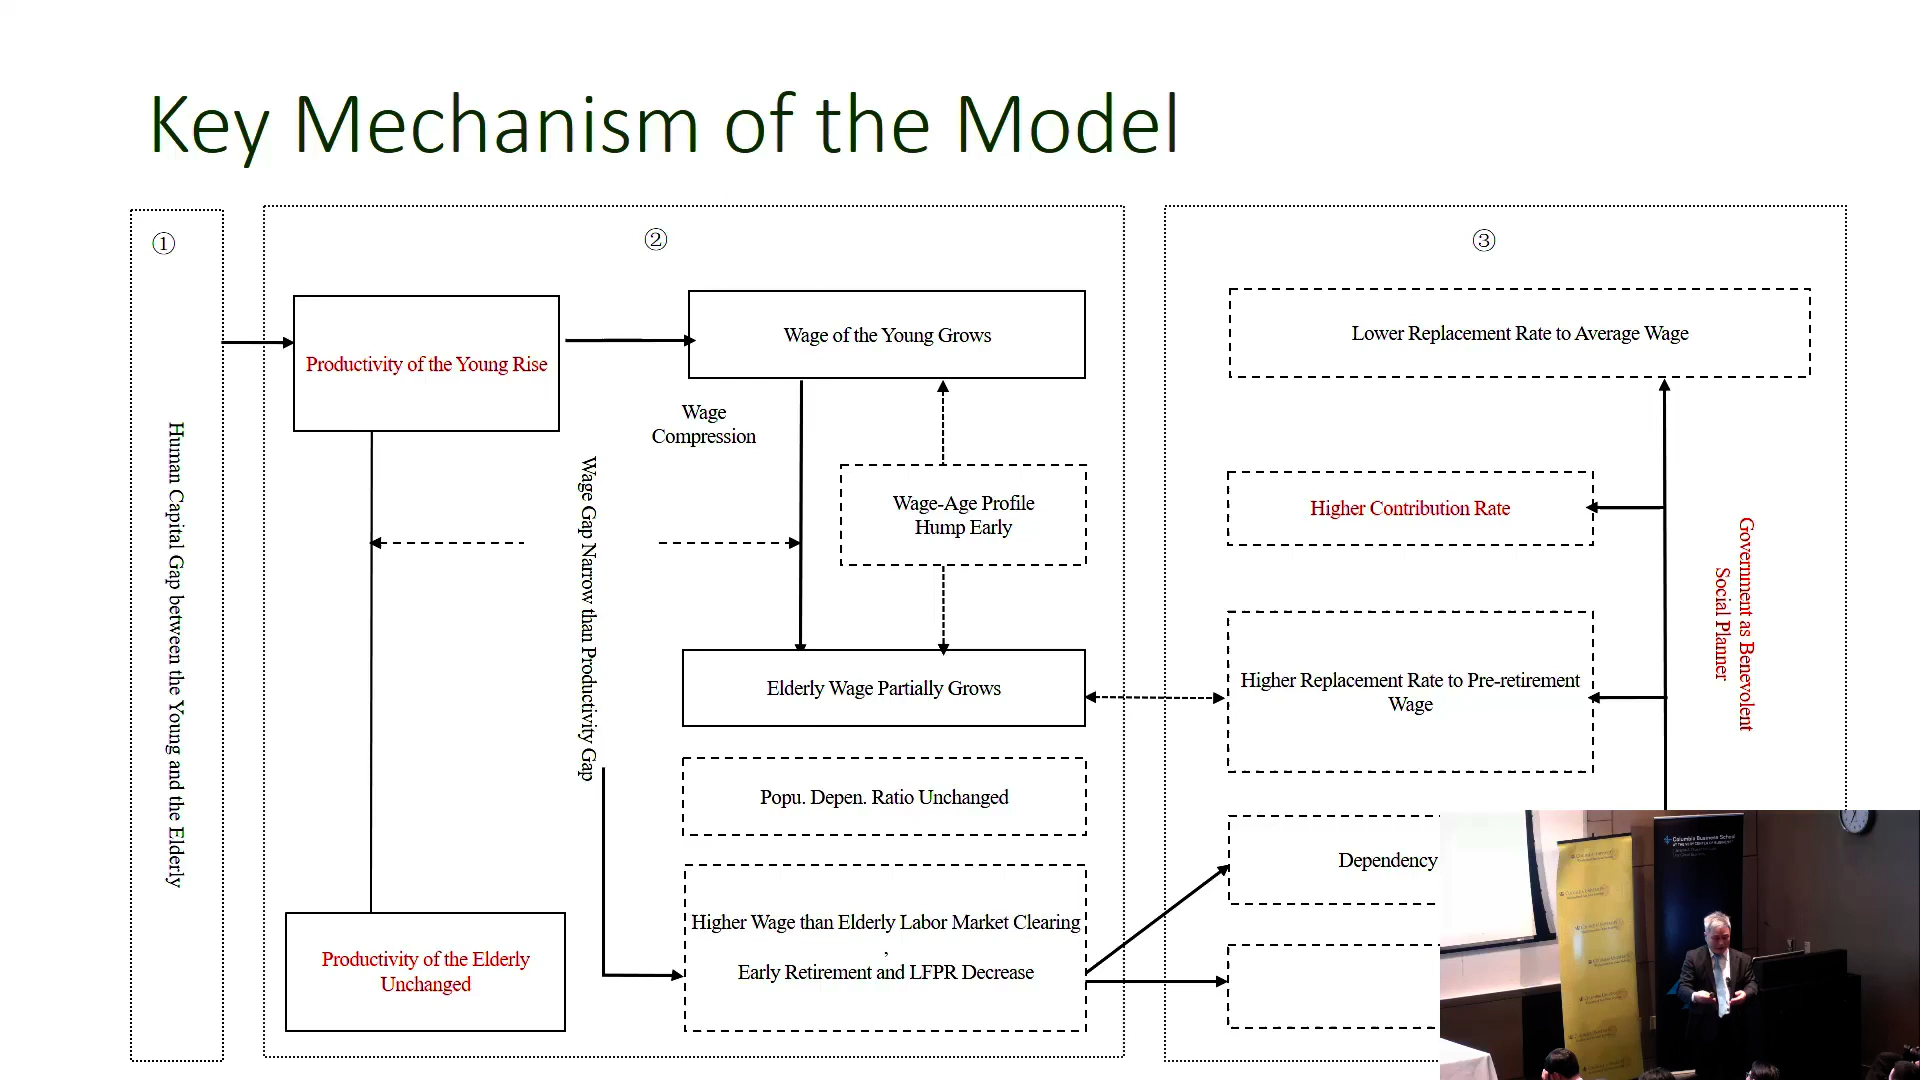 Key Mechanism of the Model
①
Human Capital Gap between the Young and the Elderly
②
Productivity of the Young Rise
Wage of the Young Grows
Wage
Compression
Wage Gap Narrow than Productivity Gap
Wage-Age Profile
Hump Early
Elderly Wage Partially Grows
Popu. Depen. Ratio Unchanged
Higher Wage than Elderly Labor Market Clearing
,
Early Retirement and LFPR Decrease
Productivity of the Elderly
Unchanged
③
Lower Replacement Rate to Average Wage
Higher Contribution Rate
Higher Replacement Rate to Pre-retirement
Wage
Government as Benevolent
Social Planner
Dependency
Columbia Business School